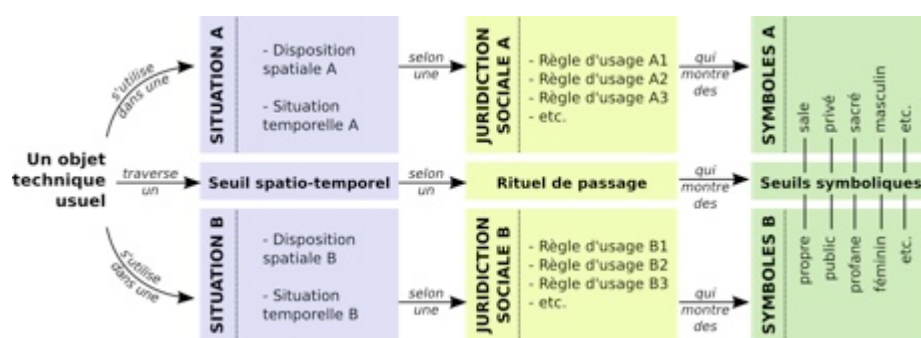 Un objet
technique
usuel
s'utilise
dans une
SITUATION A
- Disposition
spatiale A
- Situation
temporelle A
selon
une
JURIDICTION
SOCIALE A
- Règle d'usage A1
- Règle d'usage A2
- Règle d'usage A3
- etc.
qui
montre
des
SYMBOLES A
sale
privé
sacré
masculin
etc.
traverse
un
Seuil spatio-temporel
selon
un
Rituel de passage
qui
montre
des
Seuils symboliques
s'utilise
dans une
SITUATION B
- Disposition
spatiale B
- Situation
temporelle B
selon
une
JURIDICTION
SOCIALE B
- Règle d'usage B1
- Règle d'usage B2
- Règle d'usage B3
- etc.
qui
montre
des
SYMBOLES B
propre
public
profane
féminin
etc.